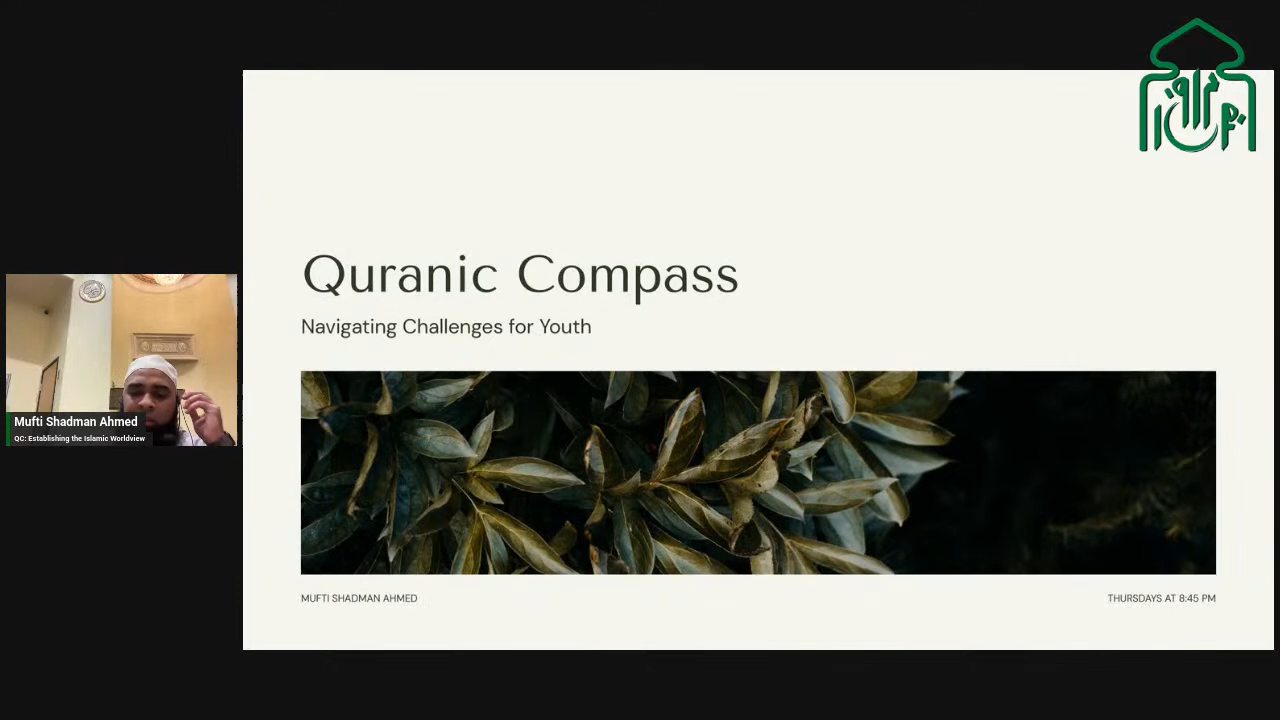 Quranic Compass
Navigating Challenges for Youth
Mufti Shadman Ahmed
QC: Establishing the Islamic Worldview
MUFTI SHADMAN AHMED
THURSDAYS AT 8:45 PM